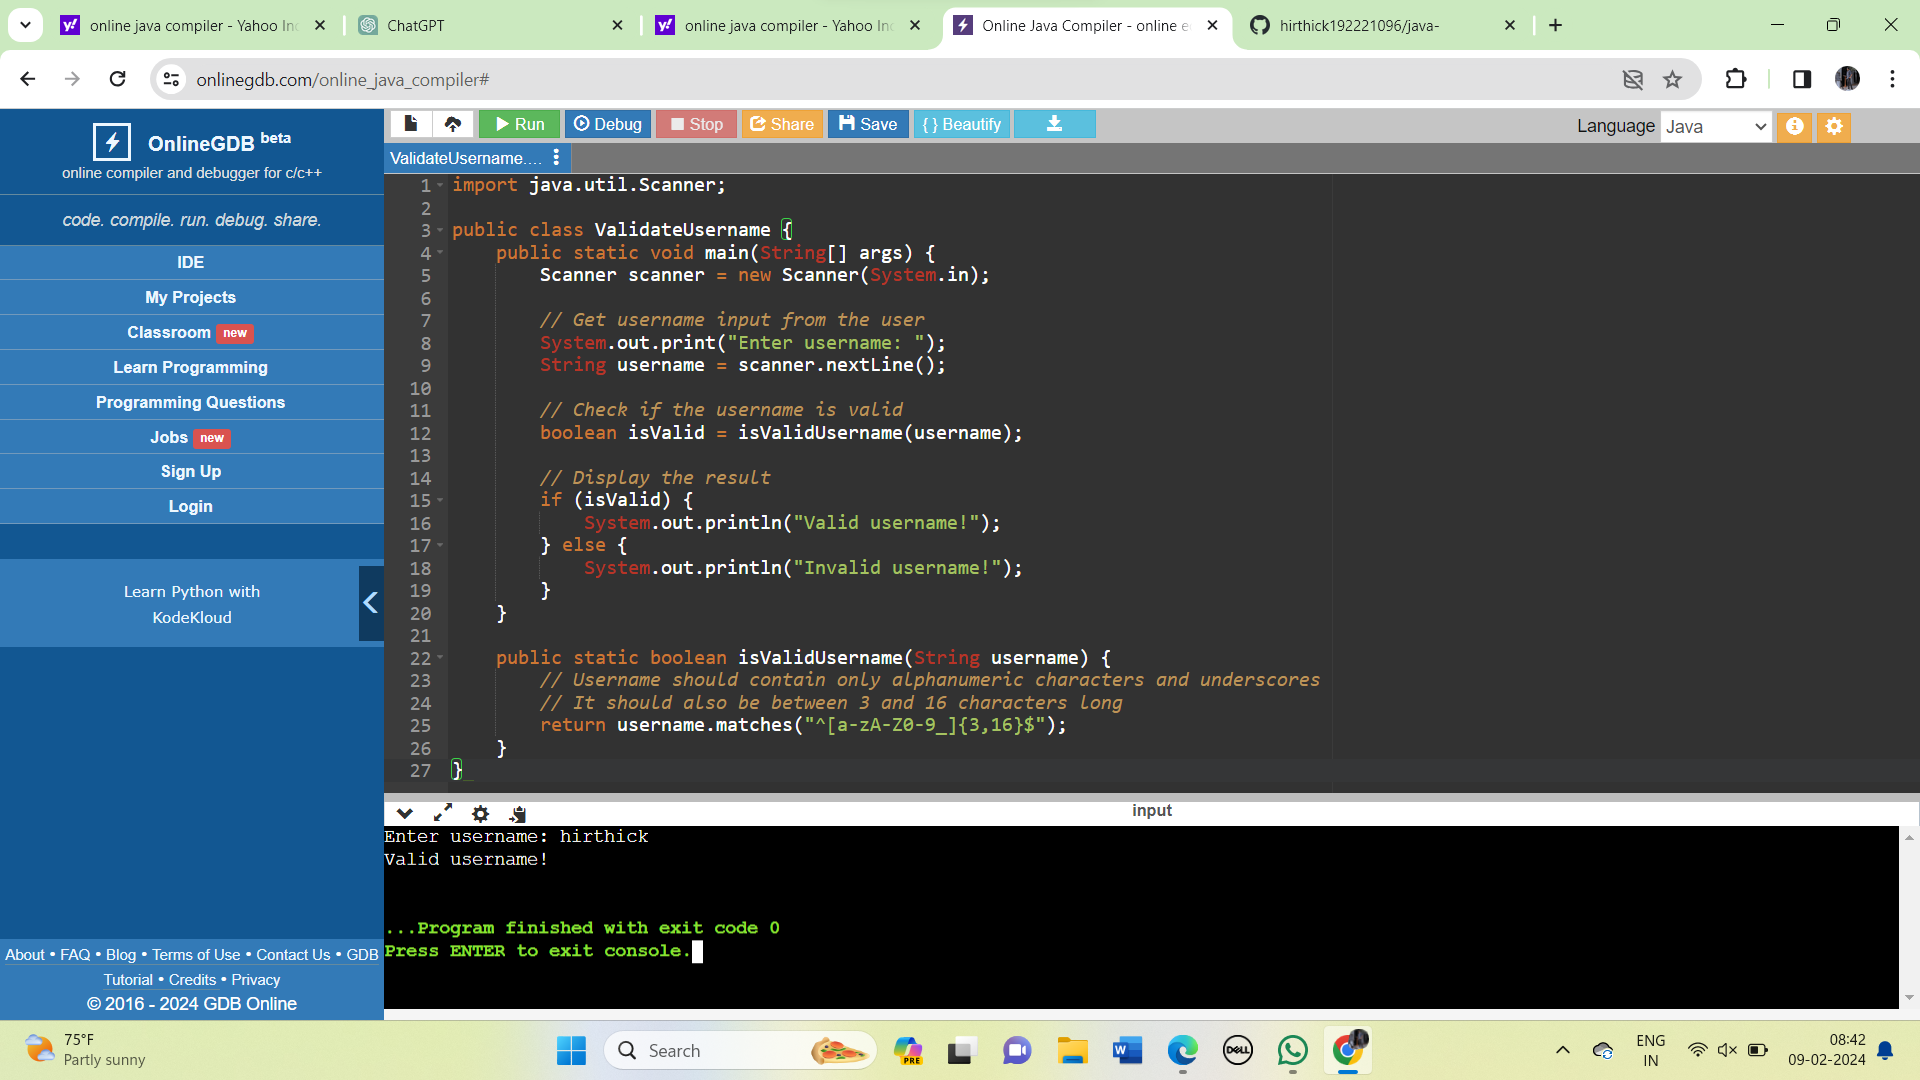 online java compiler - Yahoo In
ChatGPT
online java compiler - Yahoo In
Online Java Compiler - online e
hirthick192221096/java-
onlinegdb.com/online_java_compiler#
OnlineGDB beta
online compiler and debugger for c/c++
code. compile. run. debug. share.
IDE
My Projects
Classroom new
Learn Programming
Programming Questions
Jobs new
Sign Up
Login
Learn Python with
KodeKloud
About • FAQ • Blog • Terms of Use • Contact Us • GDB
Tutorial • Credits • Privacy
© 2016 - 2024 GDB Online
Run
Debug
Stop
Share
Save
{ } Beautify
Language Java
ValidateUsername....
1 import java.util.Scanner;
2
3 public class ValidateUsername {
4 public static void main(String[] args) {
5 Scanner scanner = new Scanner(System.in);
6
7 // Get username input from the user
8 System.out.print("Enter username: ");
9 String username = scanner.nextLine();
10
11 // Check if the username is valid
12 boolean isValid = isValidUsername(username);
13
14 // Display the result
15 if (isValid) {
16 System.out.println("Valid username!");
17 } else {
18 System.out.println("Invalid username!");
19 }
20 }
21
22 public static boolean isValidUsername(String username) {
23 // Username should contain only alphanumeric characters and underscores
24 // It should also be between 3 and 16 characters long
25 return username.matches("^[a-zA-Z0-9_]{3,16}$");
26 }
27 }
input
Enter username: hirthick
Valid username!
...Program finished with exit code 0
Press ENTER to exit console.
75°F
Partly sunny
Search
PRE
W
DELL
ENG
IN
08:42
09-02-2024